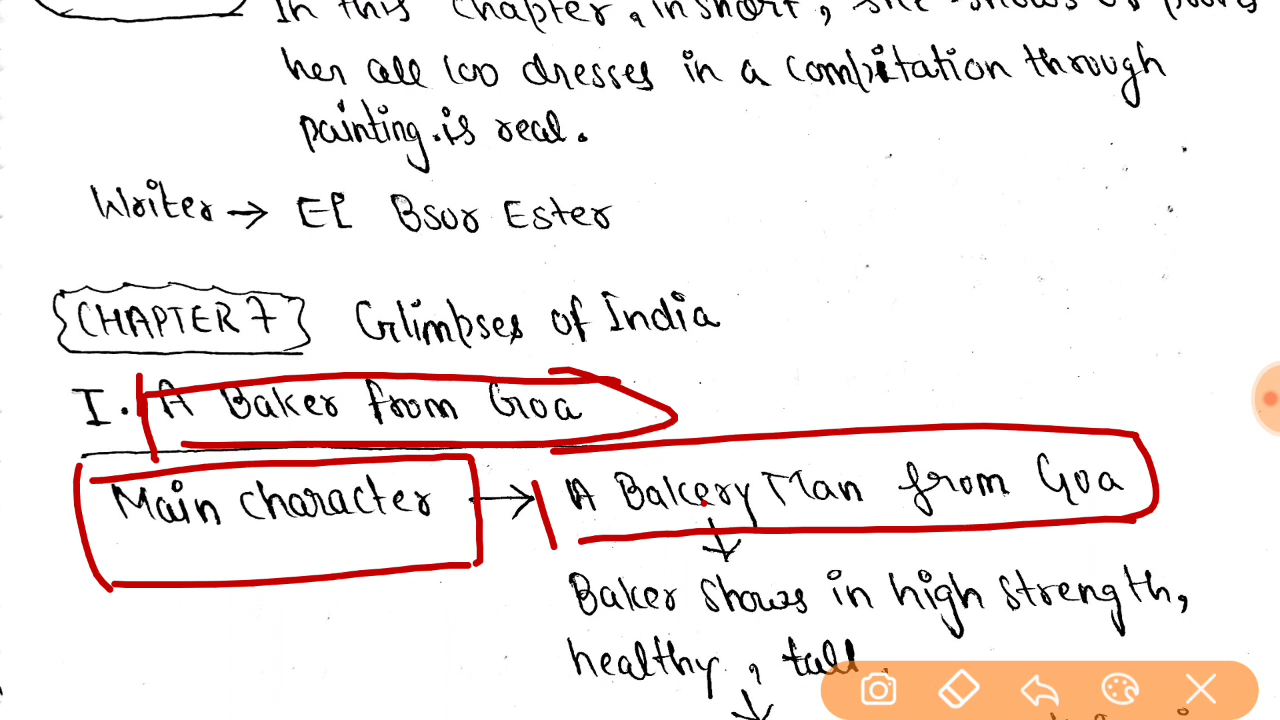 In this chapter, in short, she shows
her all 100 dresses in a combitation through
painting. is real.
Writer → El Bsor Ester
CHAPTER 7 Glimpses of India
I. A Baker from Goa
Main character → A Bakery Man from Goa
Baker shows in high strength,
healthy, tall